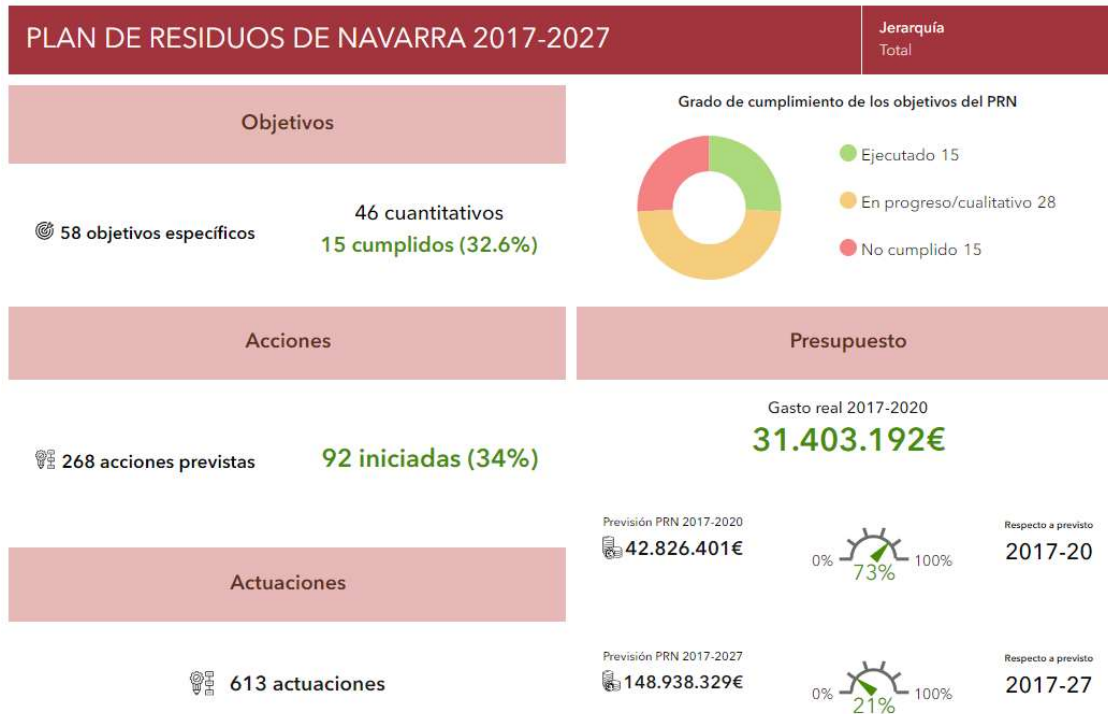 PLAN DE RESIDUOS DE NAVARRA 2017-2027
Jerarquía
Total
Objetivos
58 objetivos específicos
46 cuantitativos
15 cumplidos (32.6%)
Grado de cumplimiento de los objetivos del PRN
Ejecutado 15
En progreso/cualitativo 28
No cumplido 15
Acciones
268 acciones previstas
92 iniciadas (34%)
Presupuesto
Gasto real 2017-2020
31.403.192€
Previsión PRN 2017-2020
42.826.401€
0%
73%
100%
Respecto a previsto
2017-20
Actuaciones
613 actuaciones
Previsión PRN 2017-2027
148.938.329€
0%
21%
100%
Respecto a previsto
2017-27